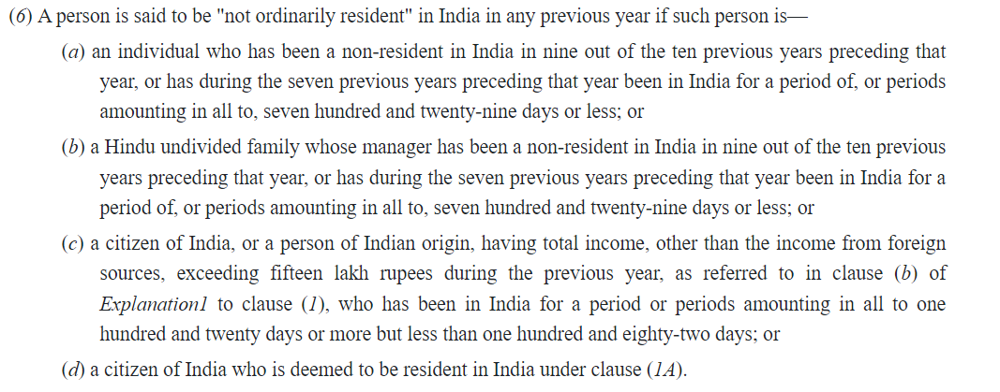 (6) A person is said to be "not ordinarily resident" in India in any previous year if such person is—
(a) an individual who has been a non-resident in India in nine out of the ten previous years preceding that
year, or has during the seven previous years preceding that year been in India for a period of, or periods
amounting in all to, seven hundred and twenty-nine days or less; or
(b) a Hindu undivided family whose manager has been a non-resident in India in nine out of the ten previous
years preceding that year, or has during the seven previous years preceding that year been in India for a
period of, or periods amounting in all to, seven hundred and twenty-nine days or less; or
(c) a citizen of India, or a person of Indian origin, having total income, other than the income from foreign
sources, exceeding fifteen lakh rupees during the previous year, as referred to in clause (b) of
Explanation1 to clause (1), who has been in India for a period or periods amounting in all to one
hundred and twenty days or more but less than one hundred and eighty-two days; or
(d) a citizen of India who is deemed to be resident in India under clause (1A).